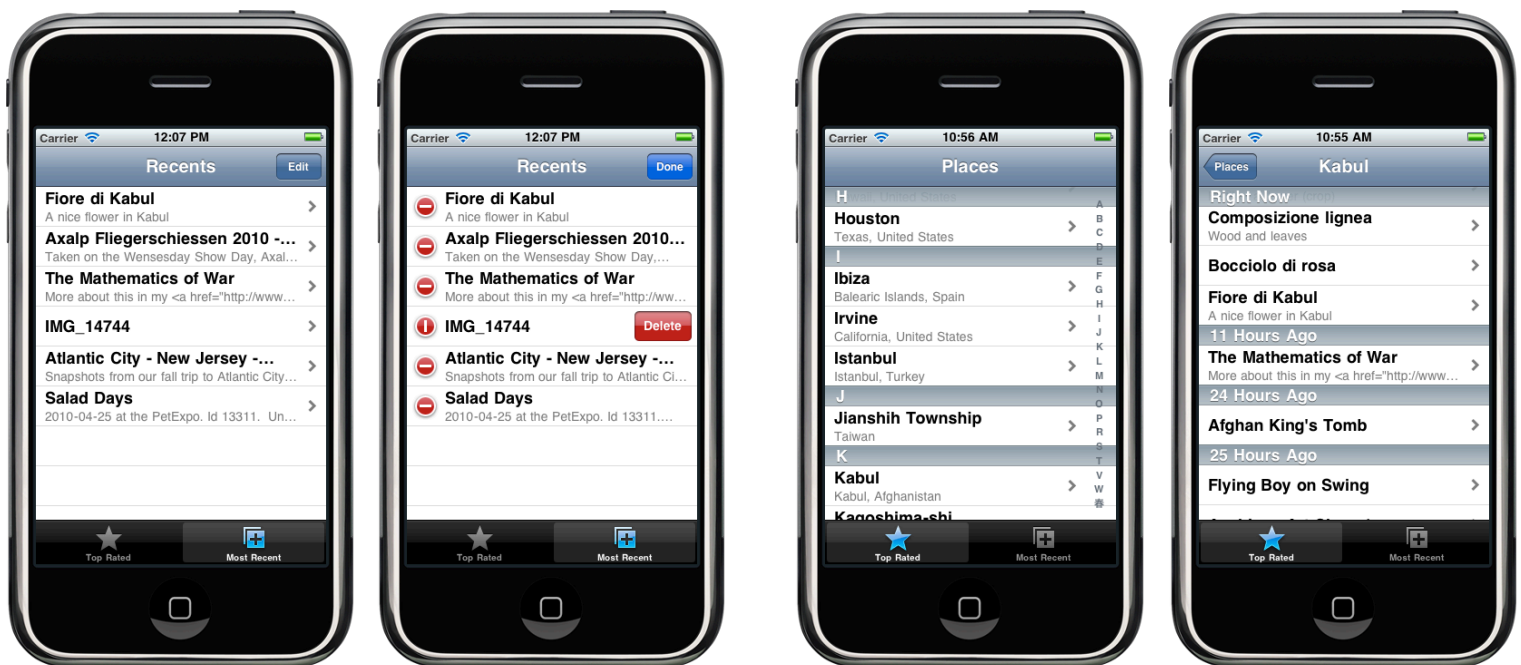 Carrier 12:07 PM
Recents Edit
Fiore di Kabul
A nice flower in Kabul
Axalp Fliegerschiessen 2010 -...
Taken on the Wensesday Show Day, Axal...
The Mathematics of War
More about this in my <a href="http://www...
IMG_14744
Atlantic City - New Jersey -...
Snapshots from our fall trip to Atlantic City...
Salad Days
2010-04-25 at the PetExpo. Id 13311. Un...
Top Rated Most Recent
Carrier 12:07 PM
Recents Done
Fiore di Kabul
A nice flower in Kabul
Axalp Fliegerschiessen 2010...
Taken on the Wensesday Show Day,...
The Mathematics of War
More about this in my <a href="http://ww...
IMG_14744 Delete
Atlantic City - New Jersey -...
Snapshots from our fall trip to Atlantic Ci...
Salad Days
2010-04-25 at the PetExpo. Id 13311....
Top Rated Most Recent
Carrier 10:56 AM
Places
H
Houston
Texas, United States
I
Ibiza
Balearic Islands, Spain
Irvine
California, United States
Istanbul
Istanbul, Turkey
J
Jianshih Township
Taiwan
K
Kabul
Kabul, Afghanistan
Kagoshima-shi
A
B
C
D
E
F
G
H
I
J
K
L
M
N
O
P
R
S
T
V
W
春
Top Rated Most Recent
Carrier 10:55 AM
Places Kabul
Right Now
Composizione lignea
Wood and leaves
Bocciolo di rosa
Fiore di Kabul
A nice flower in Kabul
11 Hours Ago
The Mathematics of War
More about this in my <a href="http://www...
24 Hours Ago
Afghan King's Tomb
25 Hours Ago
Flying Boy on Swing
Top Rated Most Recent